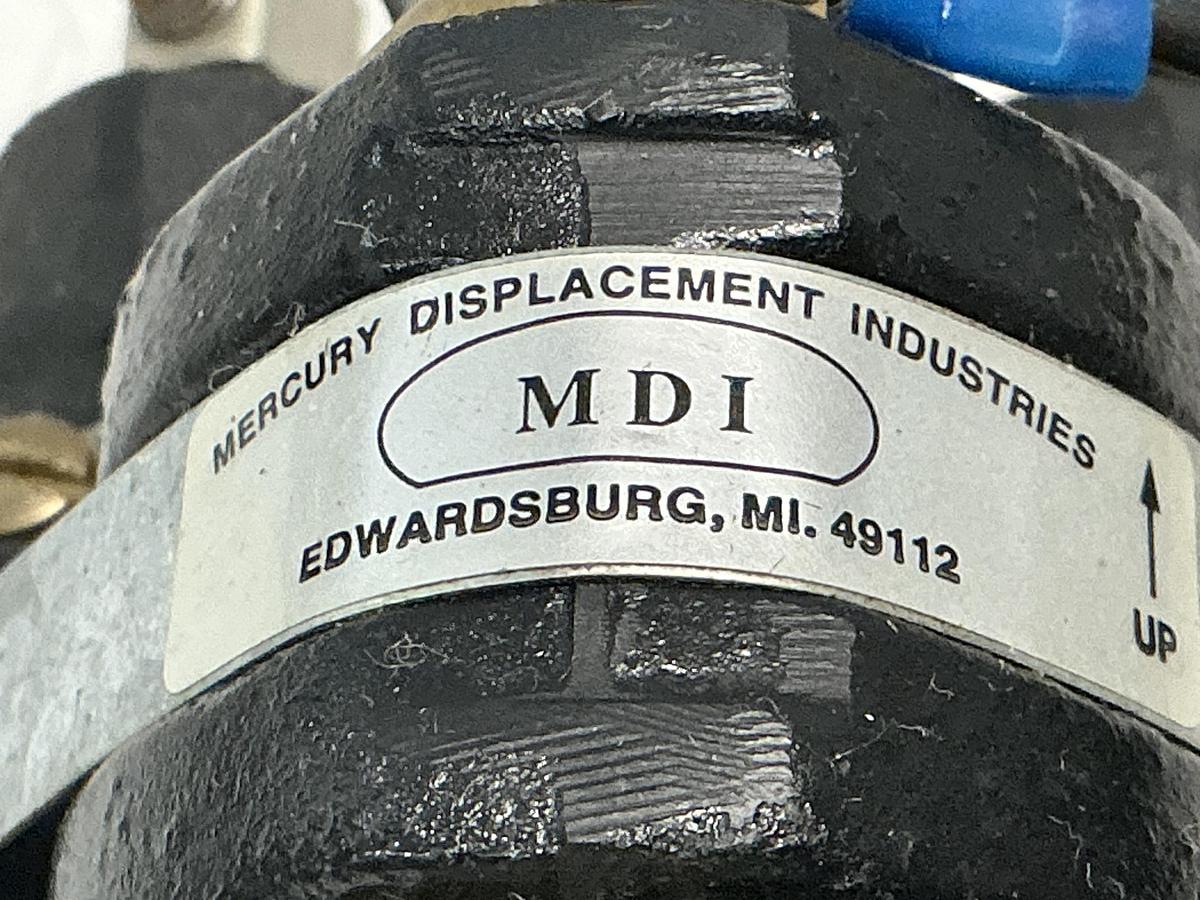 MERCURY DISPLACEMENT INDUSTRIES
MDI
EDWARDSBURG, MI. 49112
UP